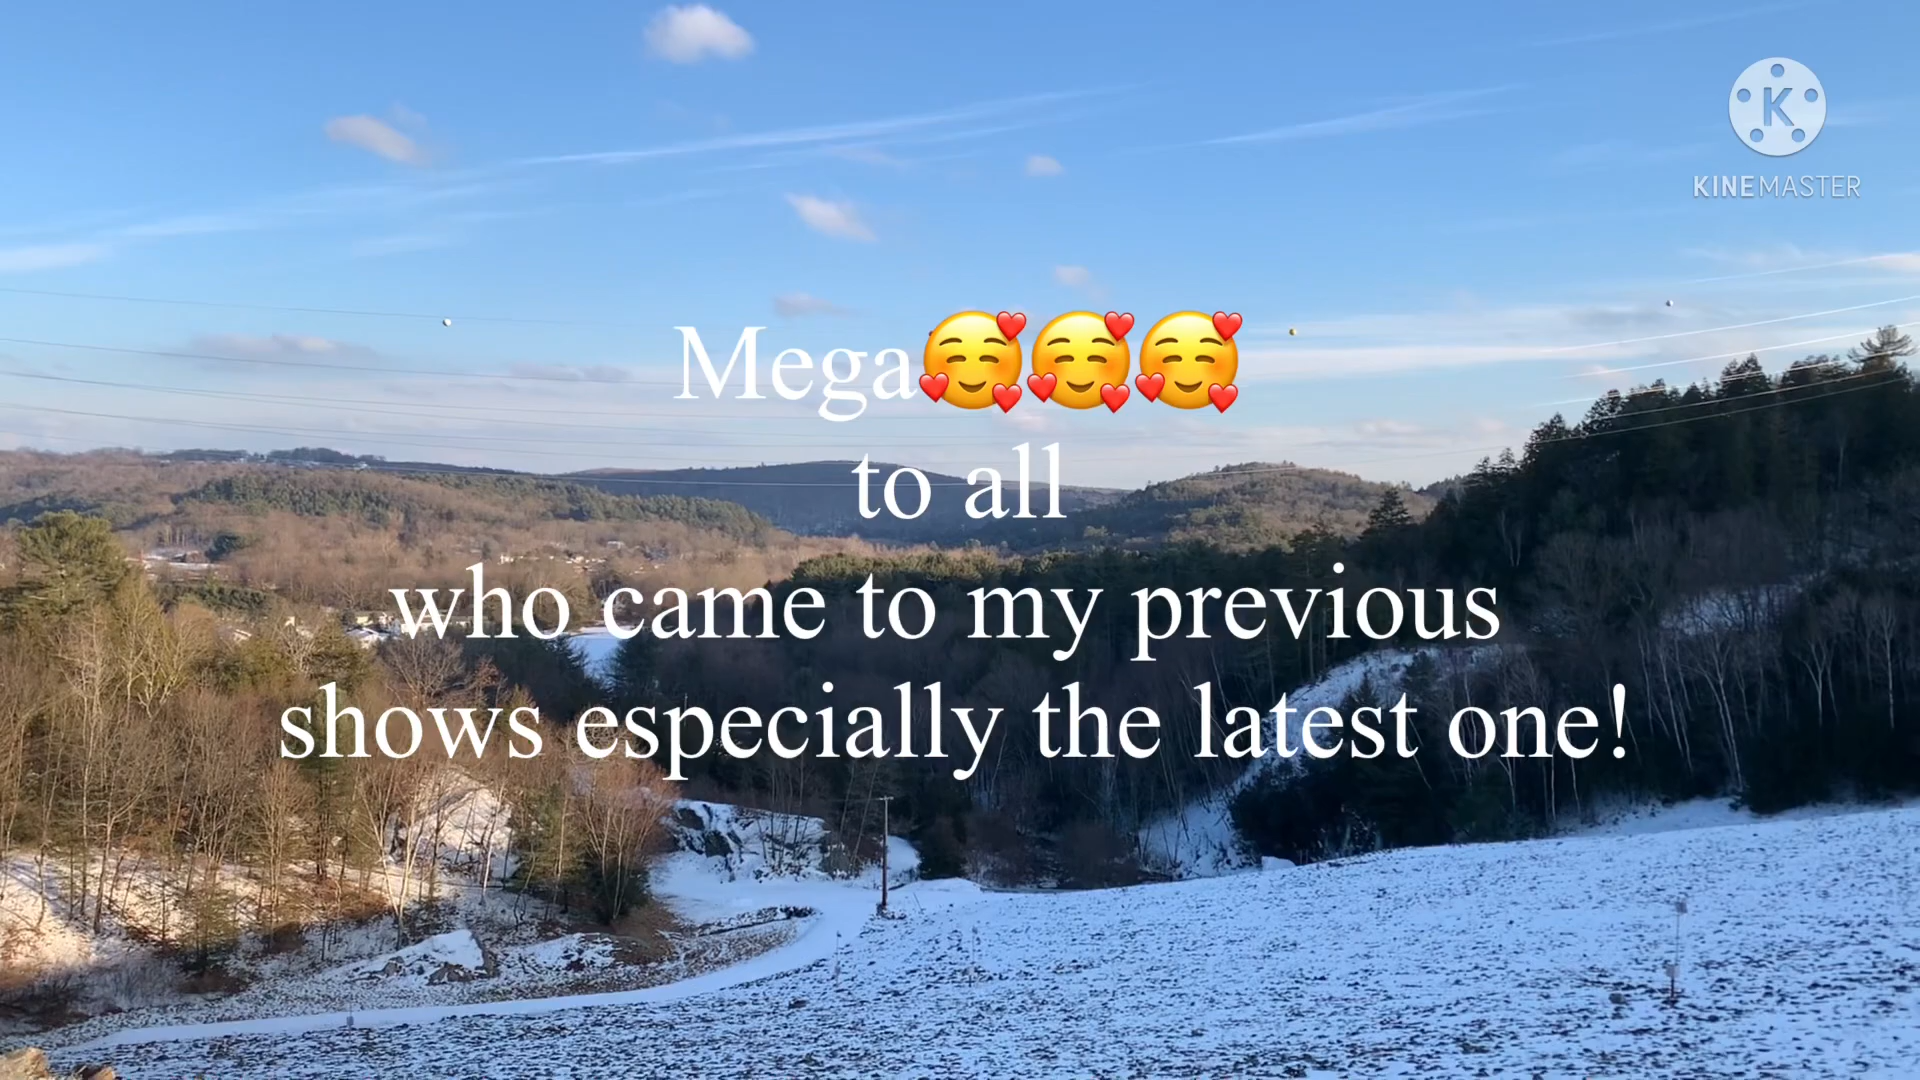 K
KINEMASTER
Mega🥰🥰🥰
to all
who came to my previous
shows especially the latest one!